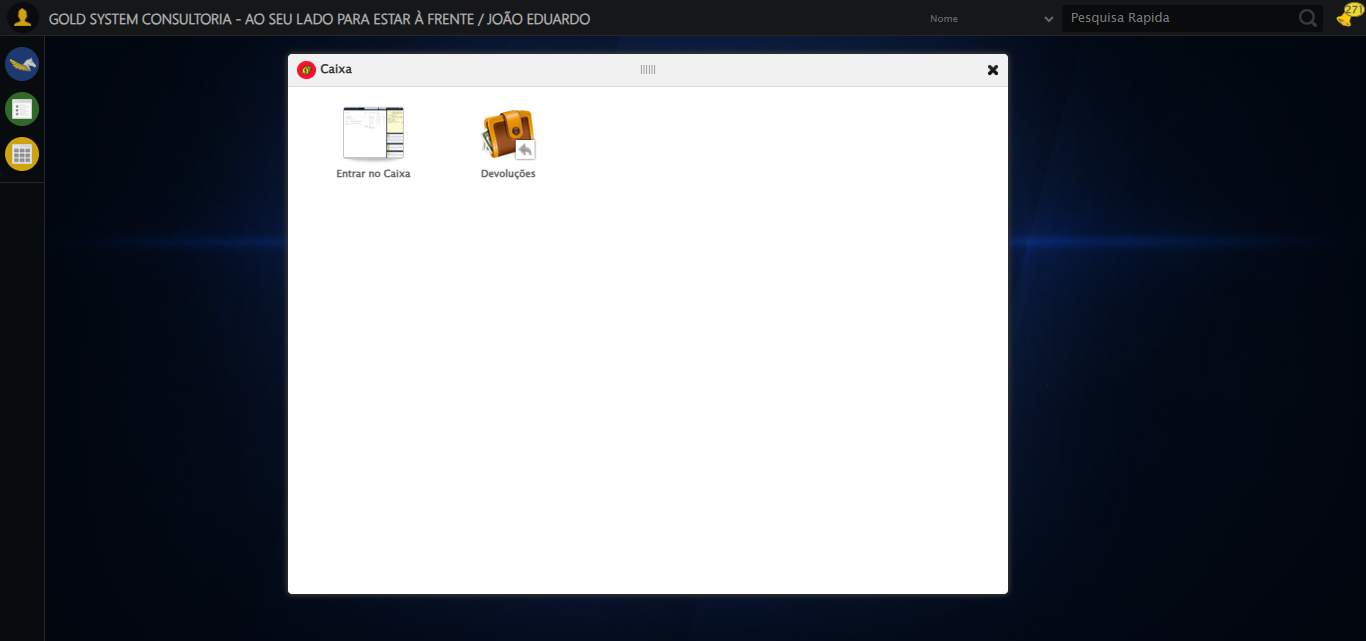 GOLD SYSTEM CONSULTORIA - AO SEU LADO PARA ESTAR À FRENTE / JOÃO EDUARDO
Nome
Pesquisa Rapida
271
Caixa
Entrar no Caixa
Devoluções